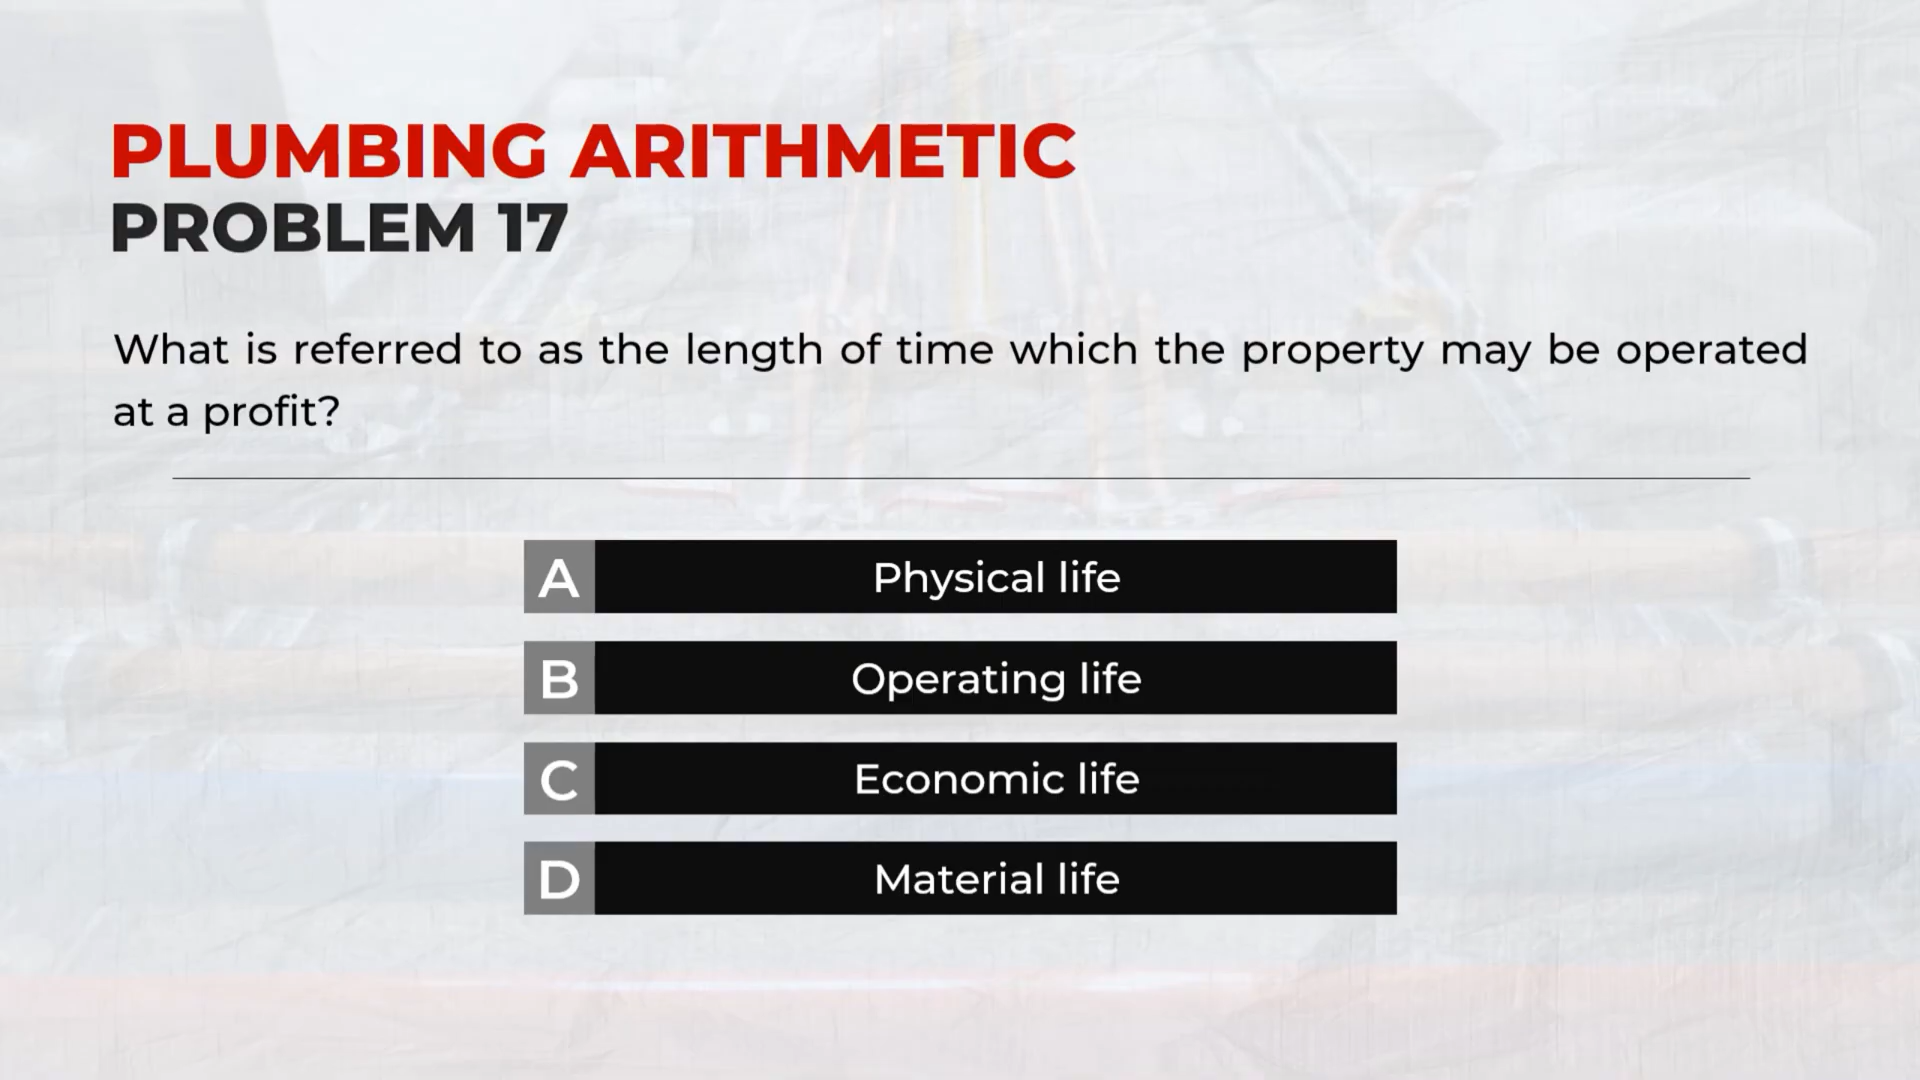 PLUMBING ARITHMETIC
PROBLEM 17
What is referred to as the length of time which the property may be operated
at a profit?
A Physical life
B Operating life
C Economic life
D Material life